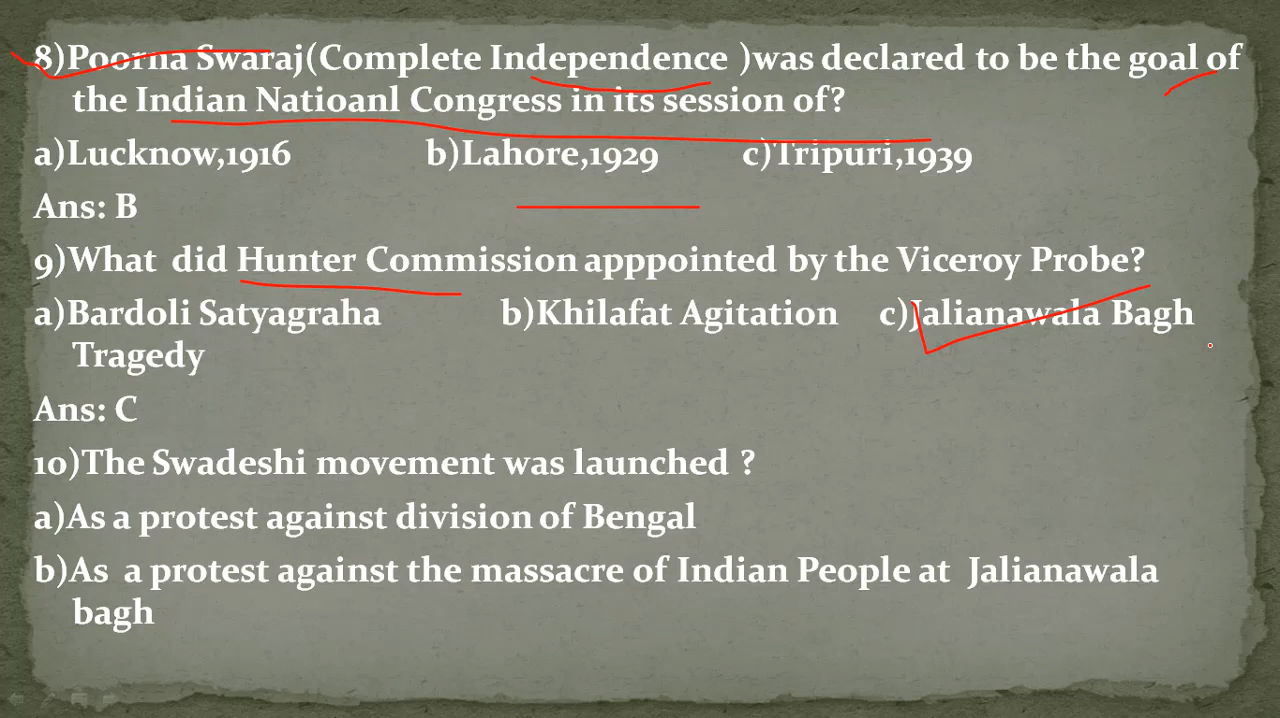 8)Poorna Swaraj(Complete Independence )was declared to be the goal of
the Indian Natioanl Congress in its session of?
a)Lucknow,1916 b)Lahore,1929 c)Tripuri,1939
Ans: B
9)What did Hunter Commission apppointed by the Viceroy Probe?
a)Bardoli Satyagraha b)Khilafat Agitation c)Jalianawala Bagh
Tragedy
Ans: C
10)The Swadeshi movement was launched ?
a)As a protest against division of Bengal
b)As a protest against the massacre of Indian People at Jalianawala
bagh